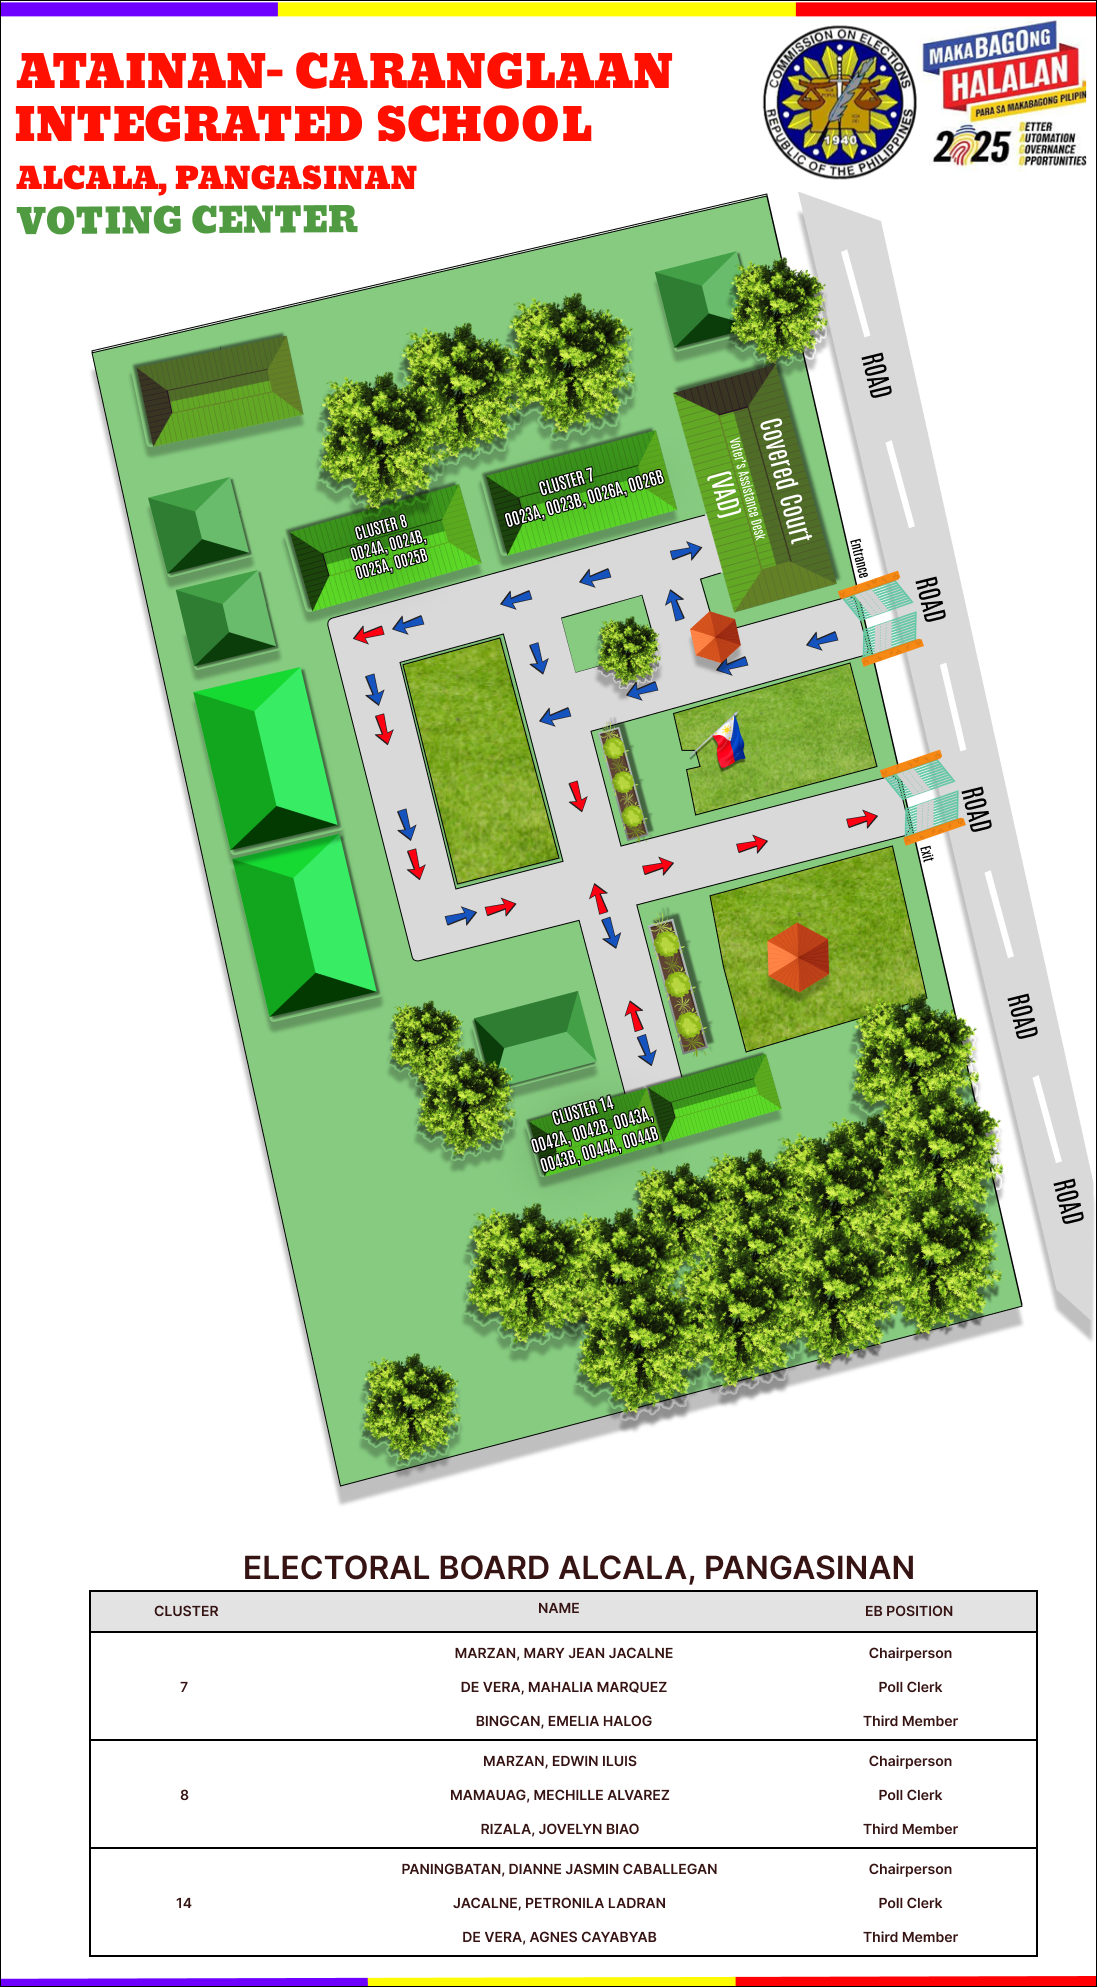 ATAINAN- CARANGLAAN
INTEGRATED SCHOOL
ALCALA, PANGASINAN
VOTING CENTER
COMMISSION ON ELECTIONS
1940
REPUBLIC OF THE PHILIPPINES
MAKABAGONG
HALALAN
PARA SA MAKABAGONG PILIPIN
2025
BETTER
AUTOMATION
GOVERNANCE
OPPORTUNITIES
ROAD
CLUSTER 7
0023A, 0023B, 0026A, 0026B
Covered Court
Voter's Assistance Desk
(VAD)
CLUSTER 8
0024A, 0024B,
0025A, 0025B
Entrance
ROAD
ROAD
Exit
ROAD
CLUSTER 14
0042A, 0042B, 0043A,
0043B, 0044A, 0044B
ROAD
ELECTORAL BOARD ALCALA, PANGASINAN
CLUSTER NAME EB POSITION
MARZAN, MARY JEAN JACALNE Chairperson
7 DE VERA, MAHALIA MARQUEZ Poll Clerk
BINGCAN, EMELIA HALOG Third Member
MARZAN, EDWIN ILUIS Chairperson
8 MAMAUAG, MECHILLE ALVAREZ Poll Clerk
RIZALA, JOVELYN BIAO Third Member
PANINGBATAN, DIANNE JASMIN CABALLEGAN Chairperson
14 JACALNE, PETRONILA LADRAN Poll Clerk
DE VERA, AGNES CAYABYAB Third Member